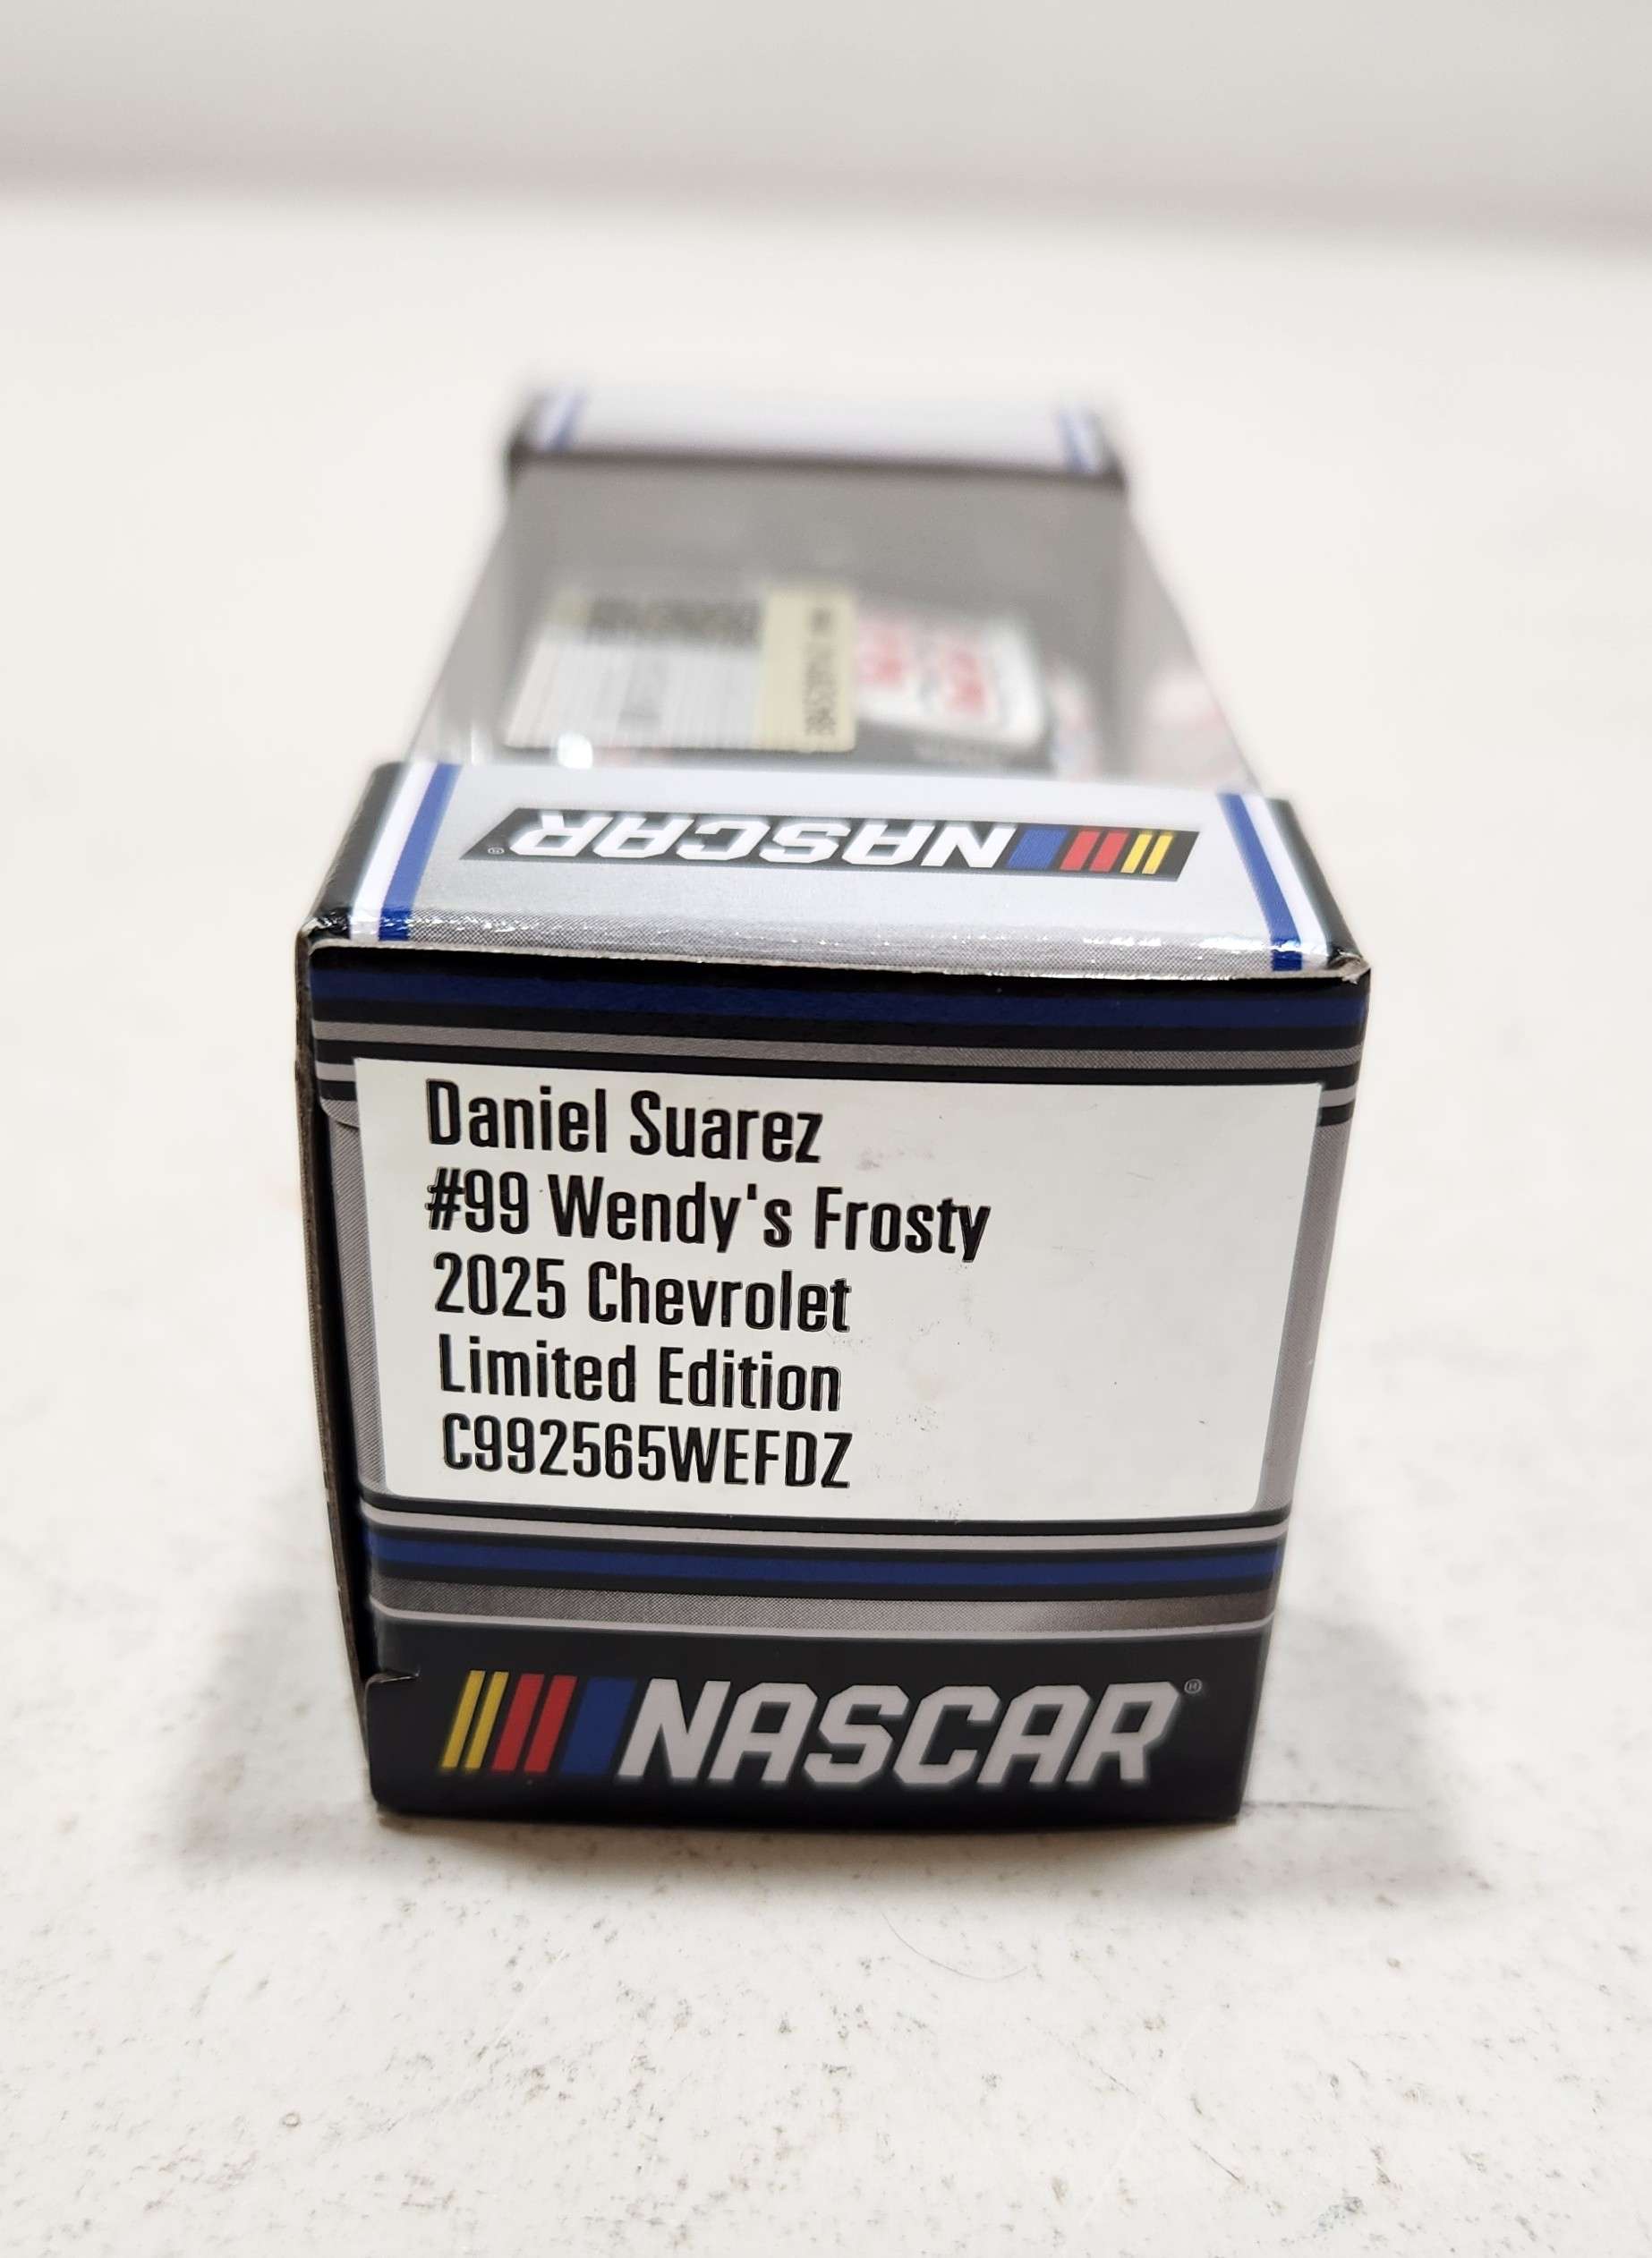 NASCAR®
Daniel Suarez
#99 Wendy's Frosty
2025 Chevrolet
Limited Edition
C992565WEFDZ
NASCAR®